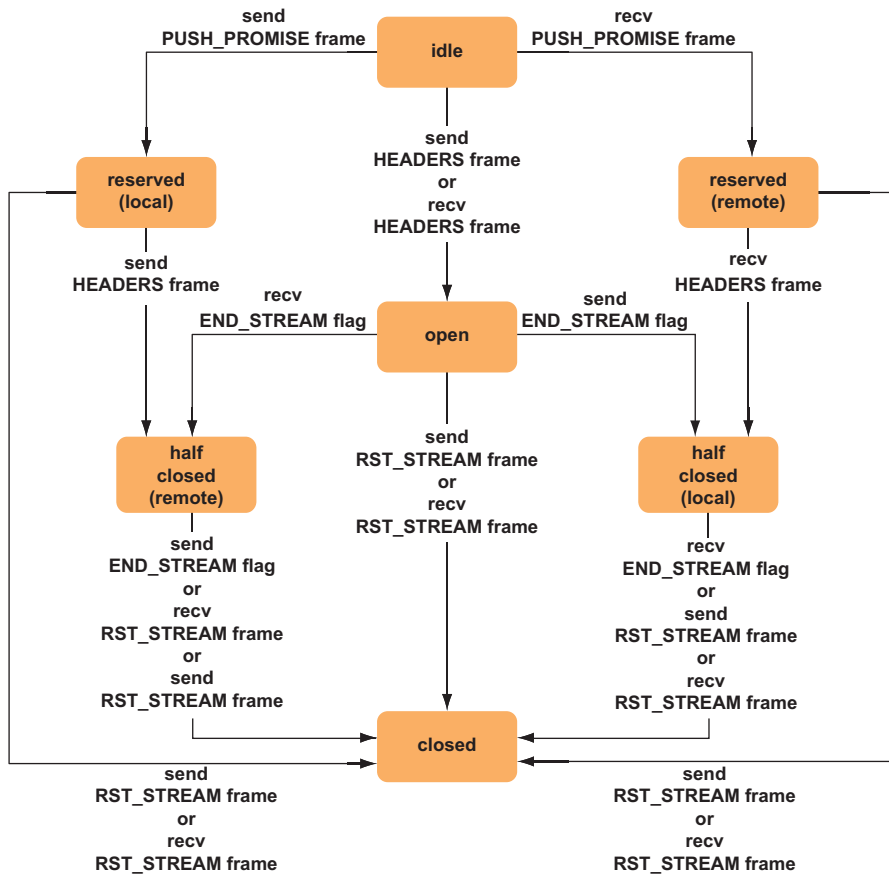 send
PUSH_PROMISE frame
idle
recv
PUSH_PROMISE frame
send
HEADERS frame
or
recv
HEADERS frame
reserved
(local)
reserved
(remote)
send
HEADERS frame
recv
HEADERS frame
recv
END_STREAM flag
open
send
END_STREAM flag
half
closed
(remote)
send
RST_STREAM frame
or
recv
RST_STREAM frame
half
closed
(local)
send
END_STREAM flag
or
recv
RST_STREAM frame
or
send
RST_STREAM frame
recv
END_STREAM flag
or
send
RST_STREAM frame
or
recv
RST_STREAM frame
closed
send
RST_STREAM frame
or
recv
RST_STREAM frame
send
RST_STREAM frame
or
recv
RST_STREAM frame